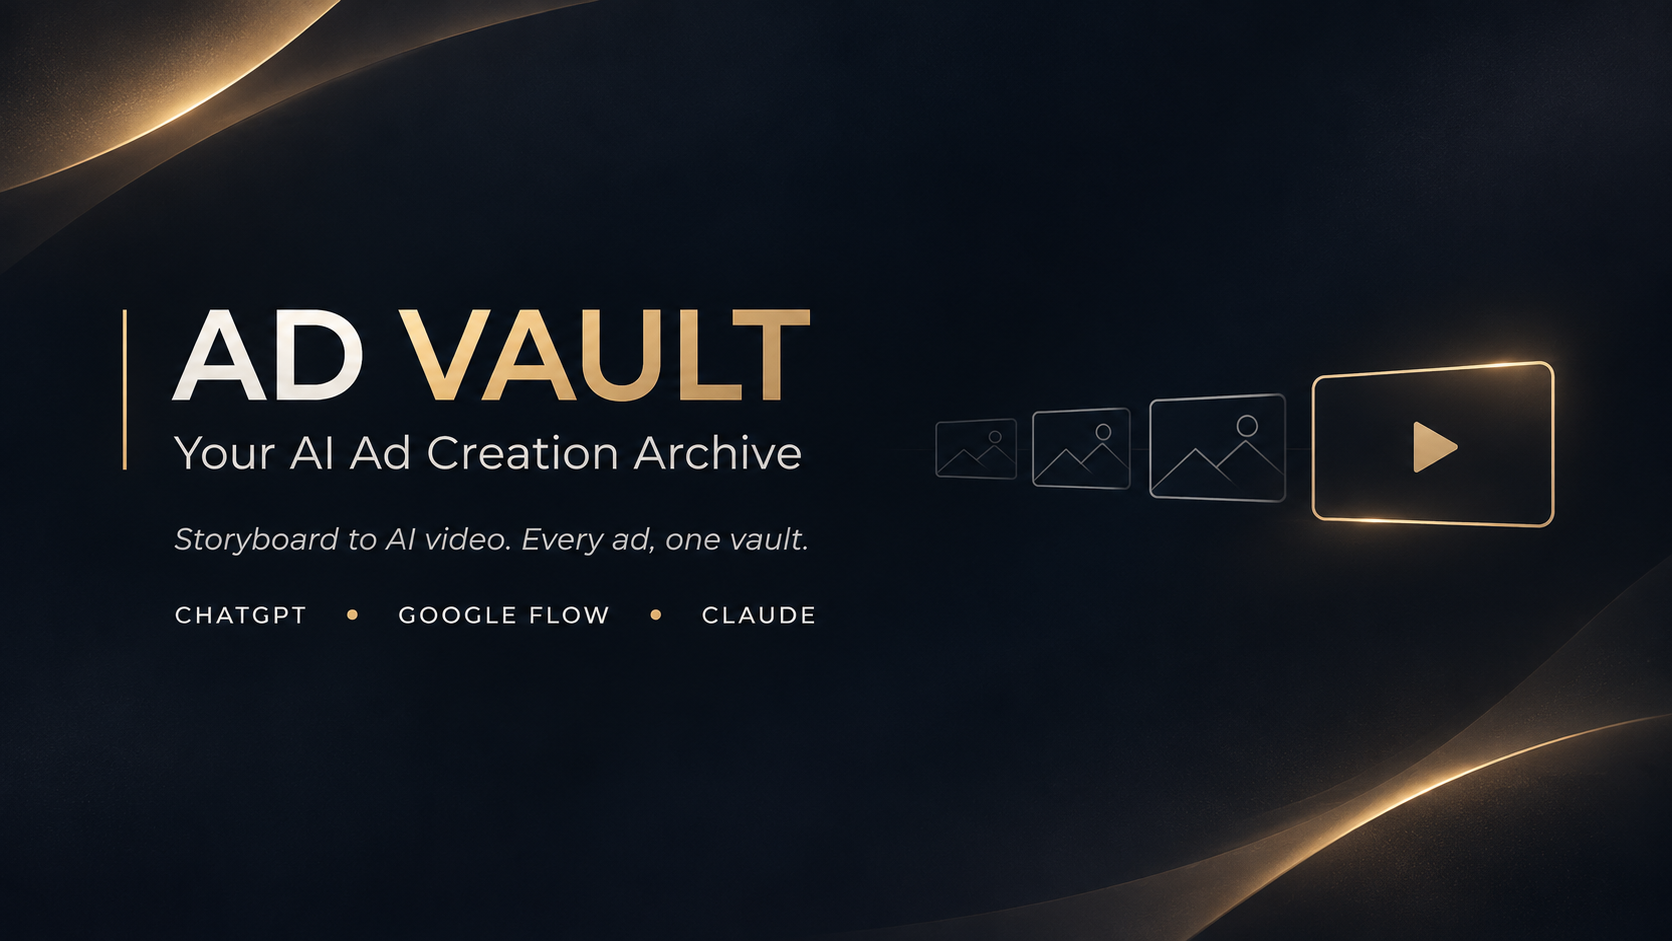 AD VAULT
Your AI Ad Creation Archive
Storyboard to AI video. Every ad, one vault.
CHATGPT • GOOGLE FLOW • CLAUDE